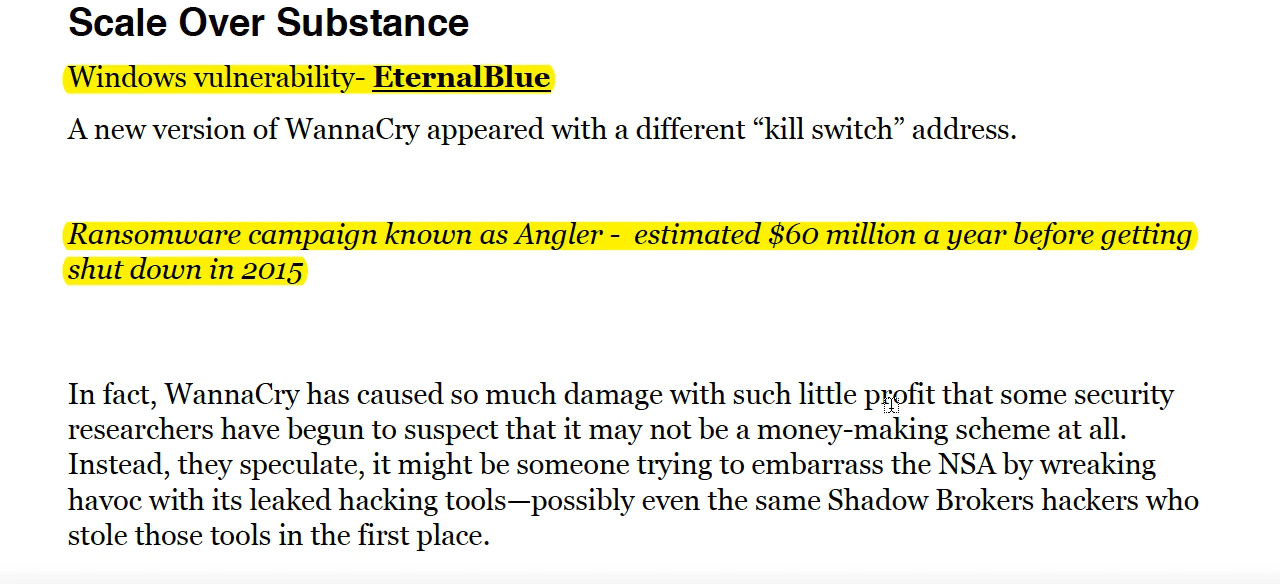 Scale Over Substance
Windows vulnerability- EternalBlue
A new version of WannaCry appeared with a different “kill switch” address.
Ransomware campaign known as Angler -  estimated $60 million a year before getting
shut down in 2015
In fact, WannaCry has caused so much damage with such little profit that some security
researchers have begun to suspect that it may not be a money-making scheme at all.
Instead, they speculate, it might be someone trying to embarrass the NSA by wreaking
havoc with its leaked hacking tools—possibly even the same Shadow Brokers hackers who
stole those tools in the first place.